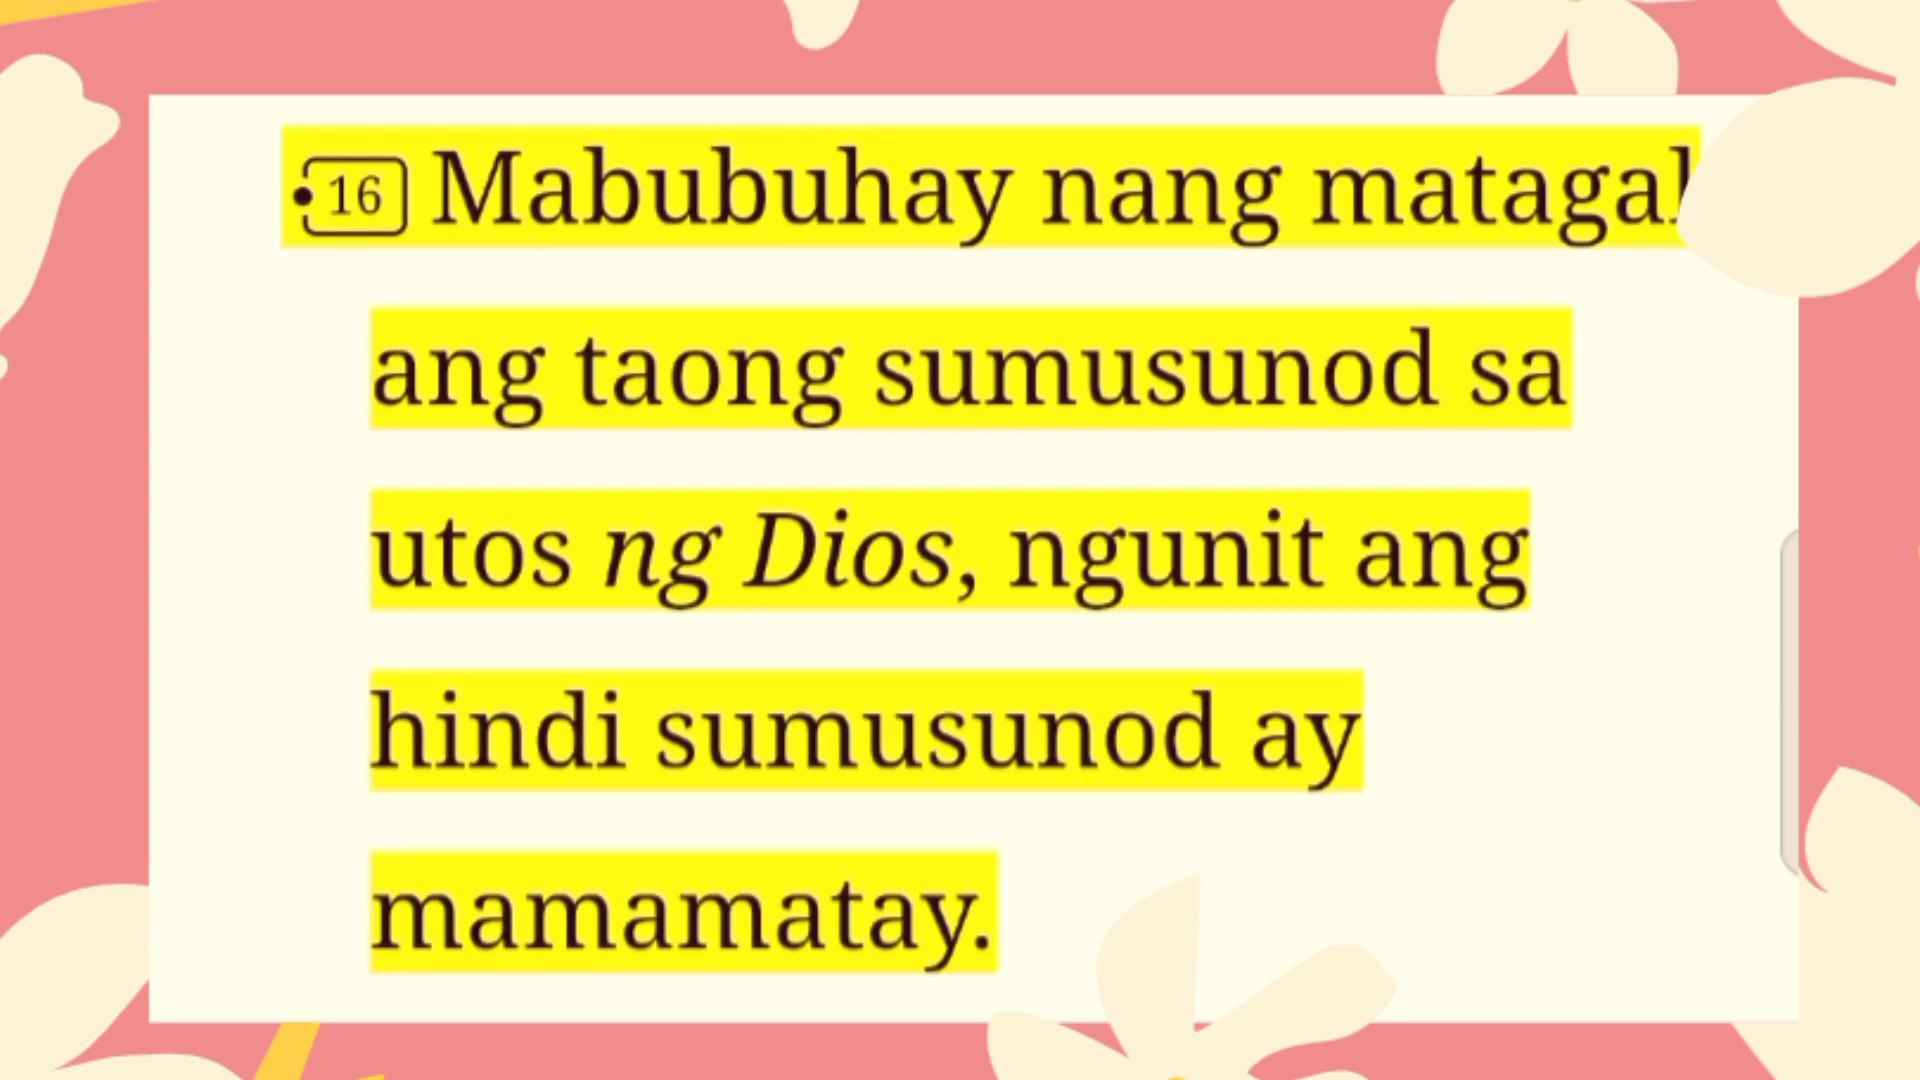 16 Mabubuhay nang matagal
ang taong sumusunod sa
utos ng Dios, ngunit ang
hindi sumusunod ay
mamamatay.